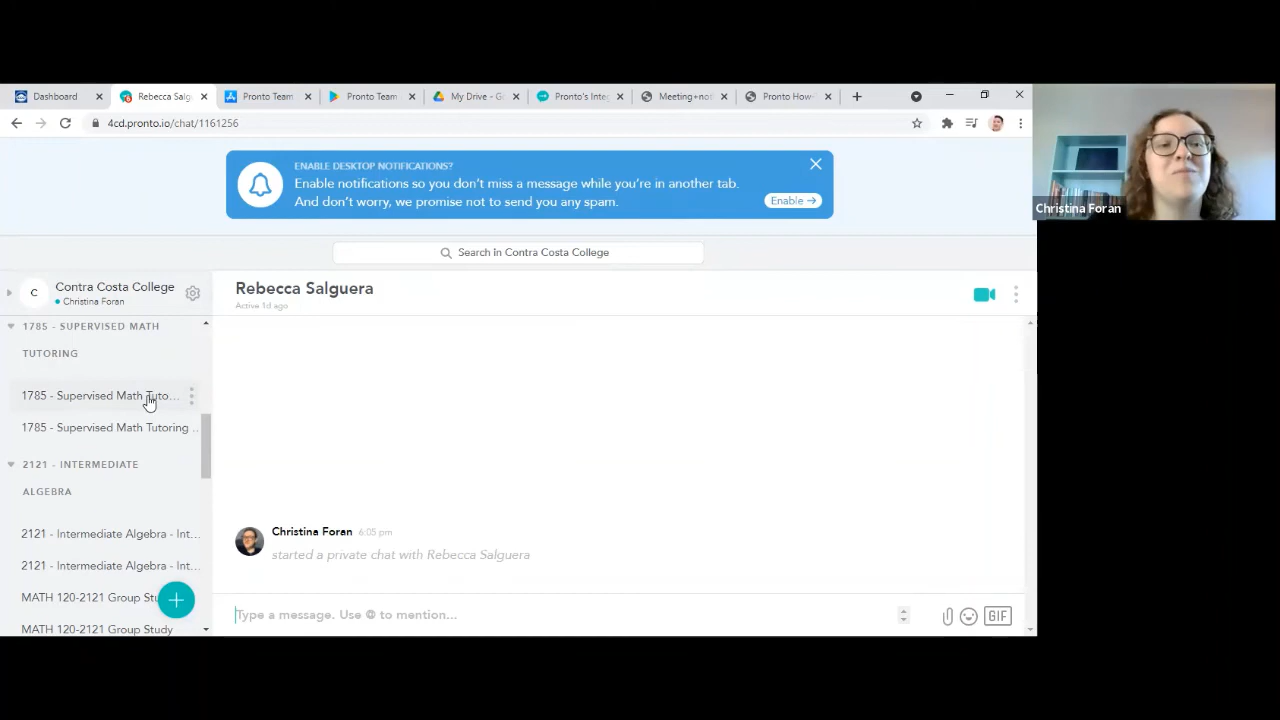 Dashboard
Rebecca Salg
Pronto Team
Pronto Team
My Drive - G
Pronto's Inte
Meeting+no
Pronto How-
4cd.pronto.io/chat/1161256
ENABLE DESKTOP NOTIFICATIONS?
Enable notifications so you don't miss a message while you're in another tab.
And don't worry, we promise not to send you any spam.
Enable →
Christina Foran
Search in Contra Costa College
C
Contra Costa College
Christina Foran
Rebecca Salguera
Active 1d ago
1785 - SUPERVISED MATH
TUTORING
1785 - Supervised Math Tuto...
1785 - Supervised Math Tutoring ...
2121 - INTERMEDIATE
ALGEBRA
2121 - Intermediate Algebra - Int...
2121 - Intermediate Algebra - Int...
MATH 120-2121 Group Stu
MATH 120-2121 Group Study
Christina Foran 6:05 pm
started a private chat with Rebecca Salguera
Type a message. Use @ to mention...
GIF